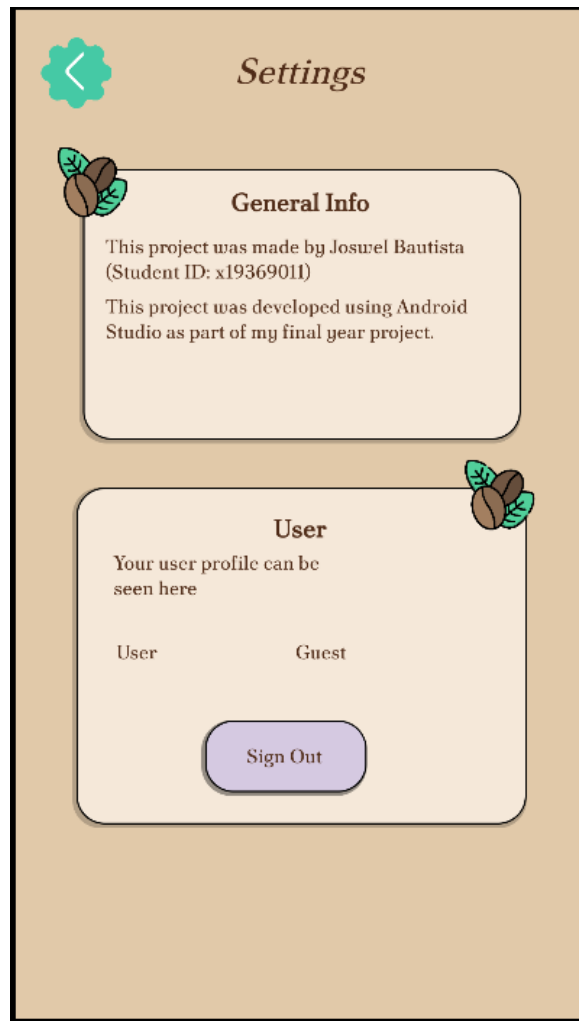 Settings
General Info
This project was made by Joswel Bautista
(Student ID: x19369011)
This project was developed using Android
Studio as part of my final year project.
User
Your user profile can be
seen here
User Guest
Sign Out